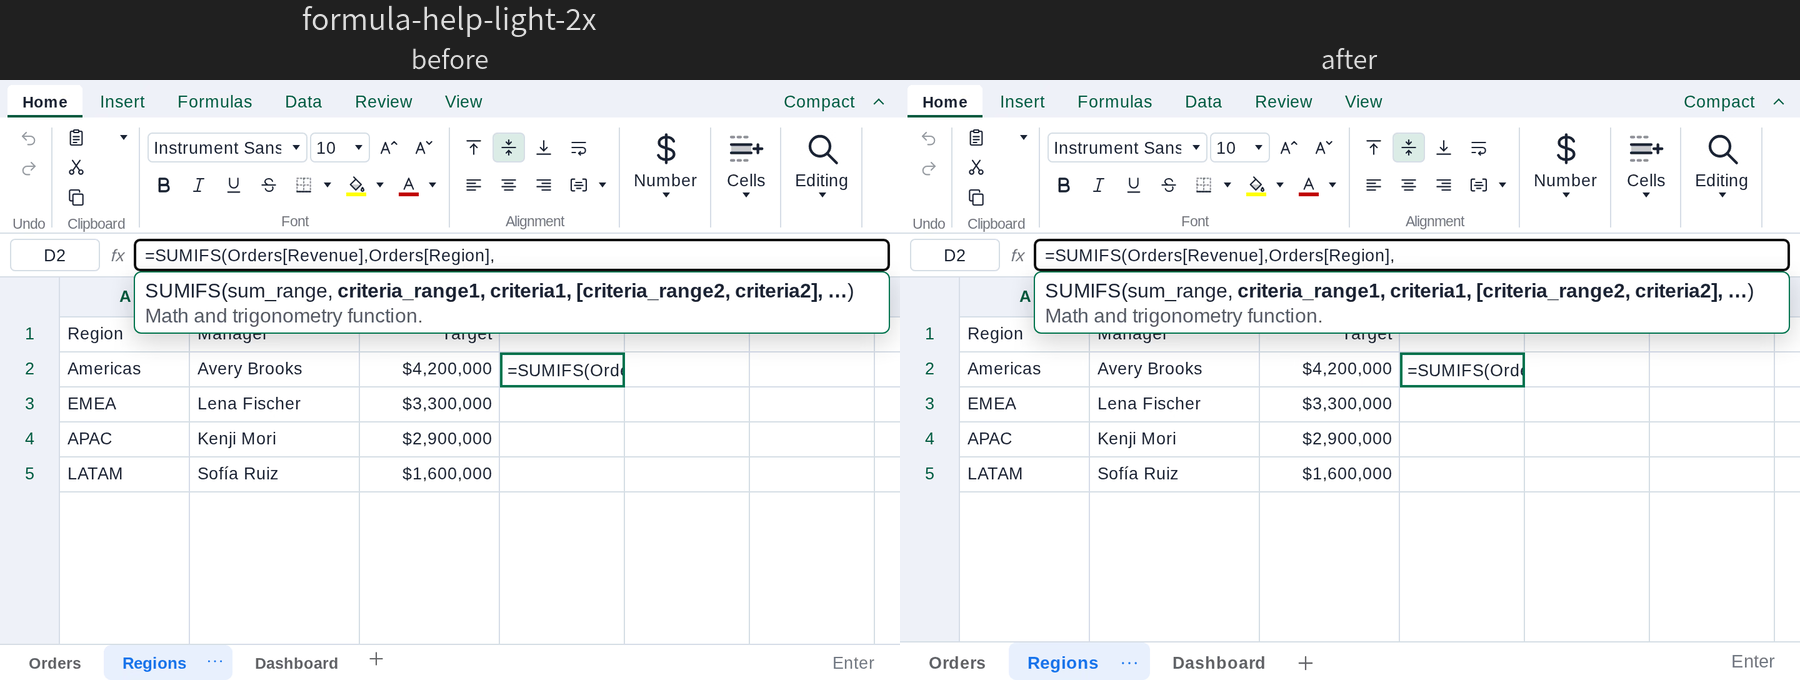 formula-help-light-2x
before
after
Home Insert Formulas Data Review View Compact
Instrument Sans 10
Number Cells Editing
Undo Clipboard Font Alignment
D2 fx =SUMIFS(Orders[Revenue],Orders[Region],
SUMIFS(sum_range, criteria_range1, criteria1, [criteria_range2, criteria2], …)
Math and trigonometry function.
A
1 Region Manager Target
2 Americas Avery Brooks $4,200,000 =SUMIFS(Orde
3 EMEA Lena Fischer $3,300,000
4 APAC Kenji Mori $2,900,000
5 LATAM Sofía Ruiz $1,600,000
Orders Regions ... Dashboard + Enter
Home Insert Formulas Data Review View Compact
Instrument Sans 10
Number Cells Editing
Undo Clipboard Font Alignment
D2 fx =SUMIFS(Orders[Revenue],Orders[Region],
SUMIFS(sum_range, criteria_range1, criteria1, [criteria_range2, criteria2], …)
Math and trigonometry function.
A
1 Region Manager Target
2 Americas Avery Brooks $4,200,000 =SUMIFS(Orde
3 EMEA Lena Fischer $3,300,000
4 APAC Kenji Mori $2,900,000
5 LATAM Sofía Ruiz $1,600,000
Orders Regions ... Dashboard + Enter